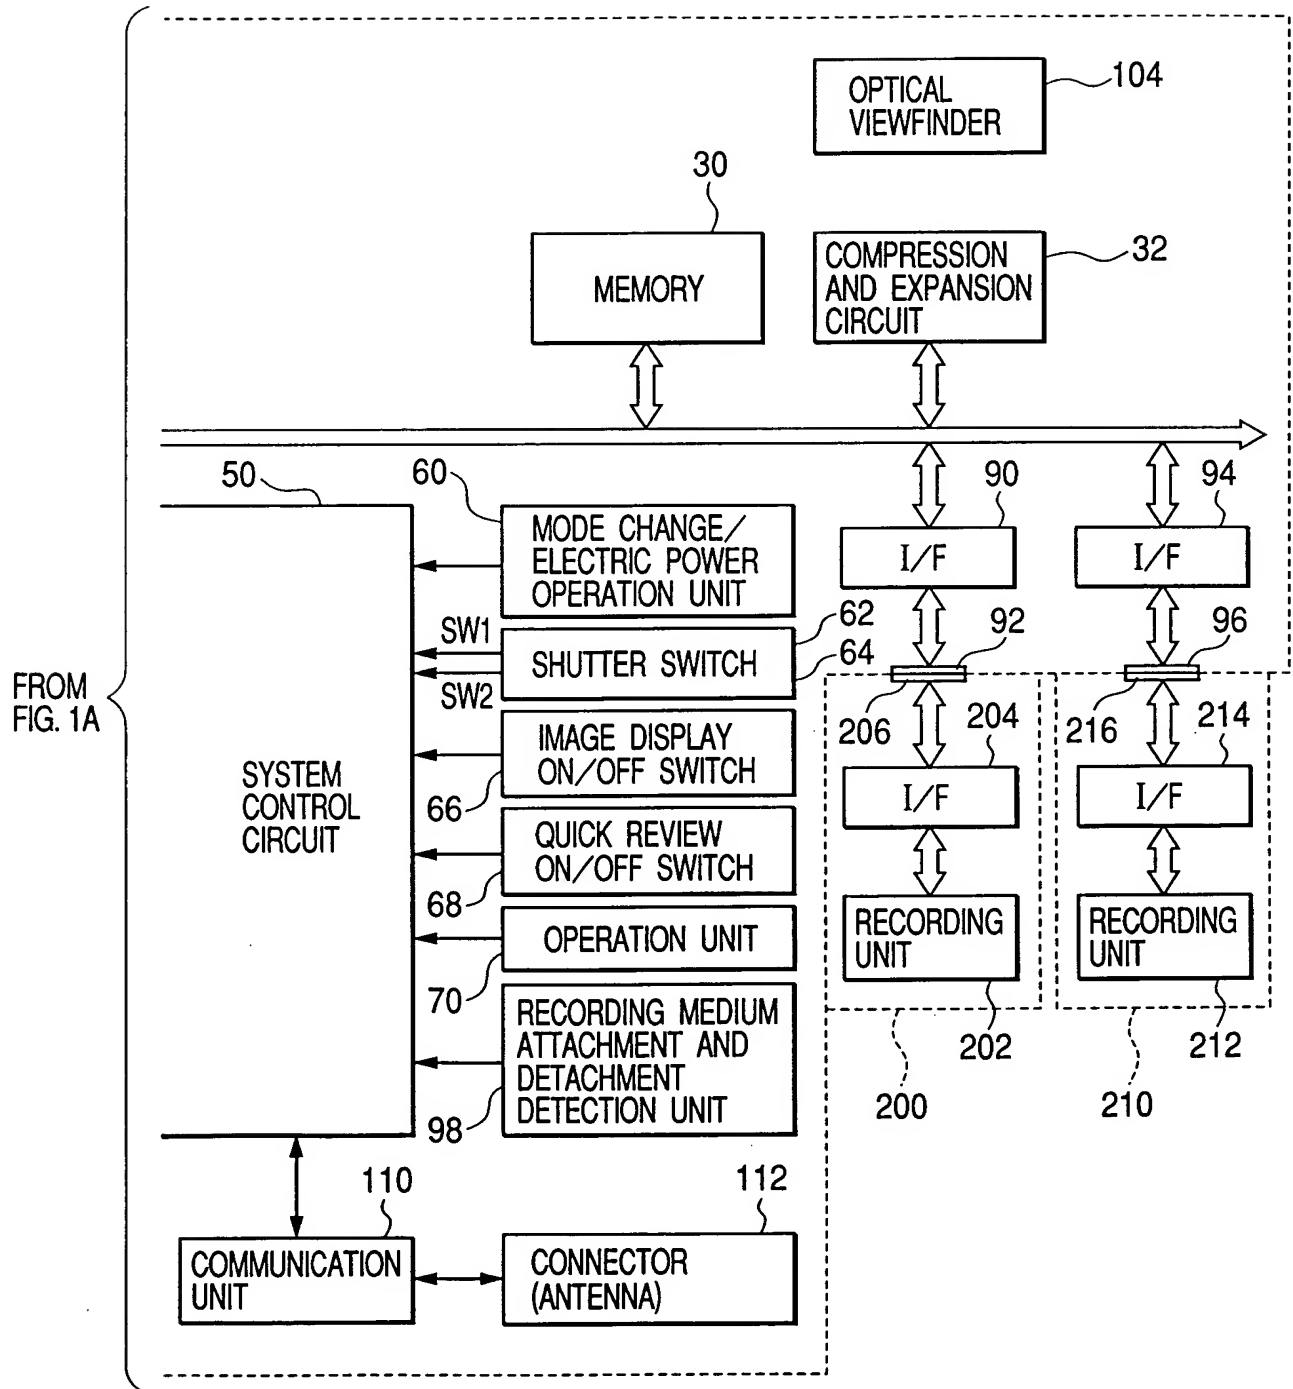 104
OPTICAL
VIEWFINDER
30
MEMORY
32
COMPRESSION
AND EXPANSION
CIRCUIT
FROM
FIG. 1A
50
SYSTEM
CONTROL
CIRCUIT
60
MODE CHANGE/
ELECTRIC POWER
OPERATION UNIT
SW1
SW2
62
64
SHUTTER SWITCH
IMAGE DISPLAY
ON/OFF SWITCH
66
QUICK REVIEW
ON/OFF SWITCH
68
OPERATION UNIT
70
RECORDING MEDIUM
ATTACHMENT AND
DETACHMENT
DETECTION UNIT
98
90
I/F
92
206
204
I/F
RECORDING
UNIT
202
200
94
I/F
96
216
214
I/F
RECORDING
UNIT
212
210
110
COMMUNICATION
UNIT
112
CONNECTOR
(ANTENNA)